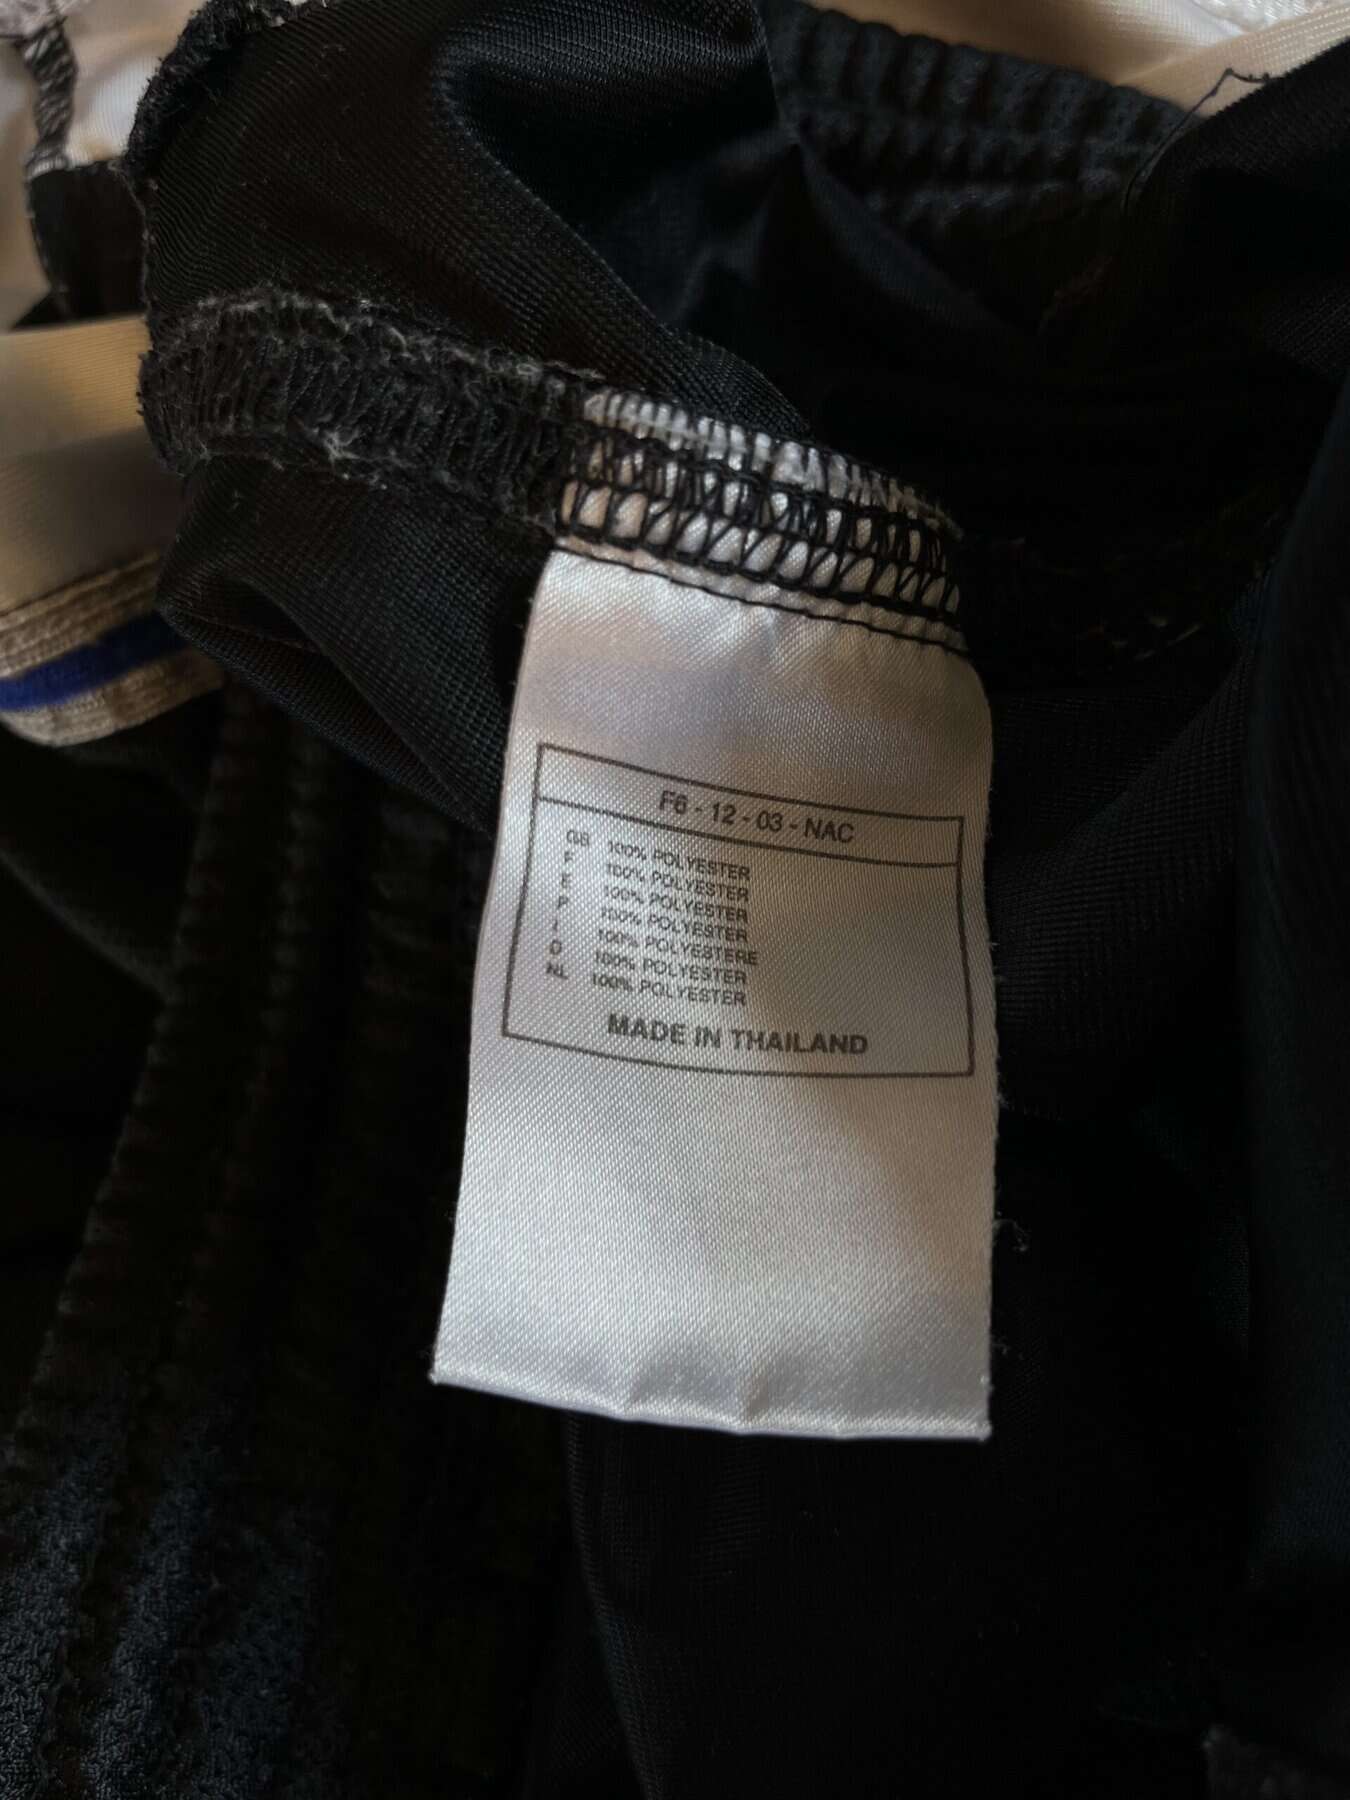 F6 - 12 - 03 - NAC
GB 100% POLYESTER
F 100% POLYESTER
E 100% POLYESTER
P 100% POLYESTER
I 100% POLYESTERE
D 100% POLYESTER
NL 100% POLYESTER
MADE IN THAILAND